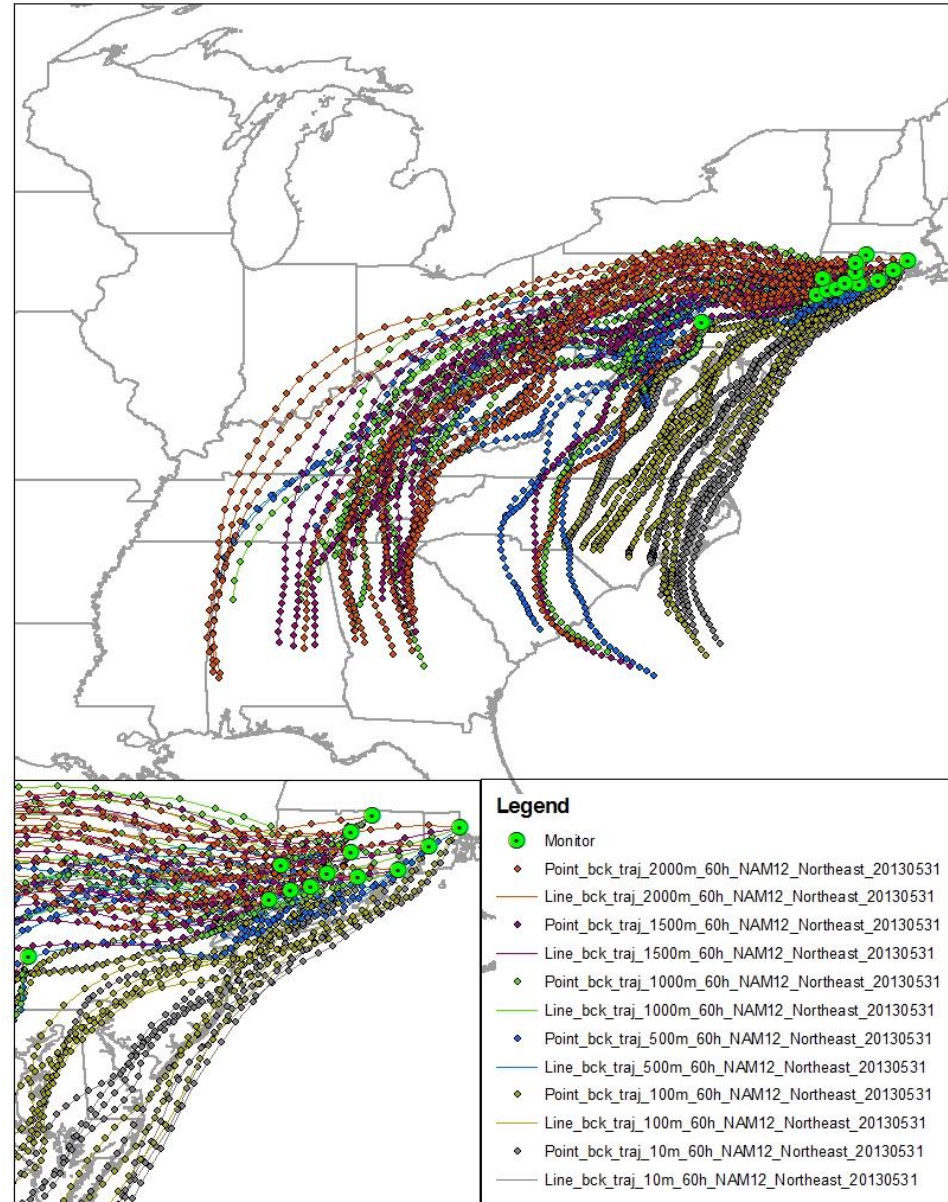 Legend
Monitor
Point_bck_traj_2000m_60h_NAM12_Northeast_20130531
Line_bck_traj_2000m_60h_NAM12_Northeast_20130531
Point_bck_traj_1500m_60h_NAM12_Northeast_20130531
Line_bck_traj_1500m_60h_NAM12_Northeast_20130531
Point_bck_traj_1000m_60h_NAM12_Northeast_20130531
Line_bck_traj_1000m_60h_NAM12_Northeast_20130531
Point_bck_traj_500m_60h_NAM12_Northeast_20130531
Line_bck_traj_500m_60h_NAM12_Northeast_20130531
Point_bck_traj_100m_60h_NAM12_Northeast_20130531
Line_bck_traj_100m_60h_NAM12_Northeast_20130531
Point_bck_traj_10m_60h_NAM12_Northeast_20130531
Line_bck_traj_10m_60h_NAM12_Northeast_20130531